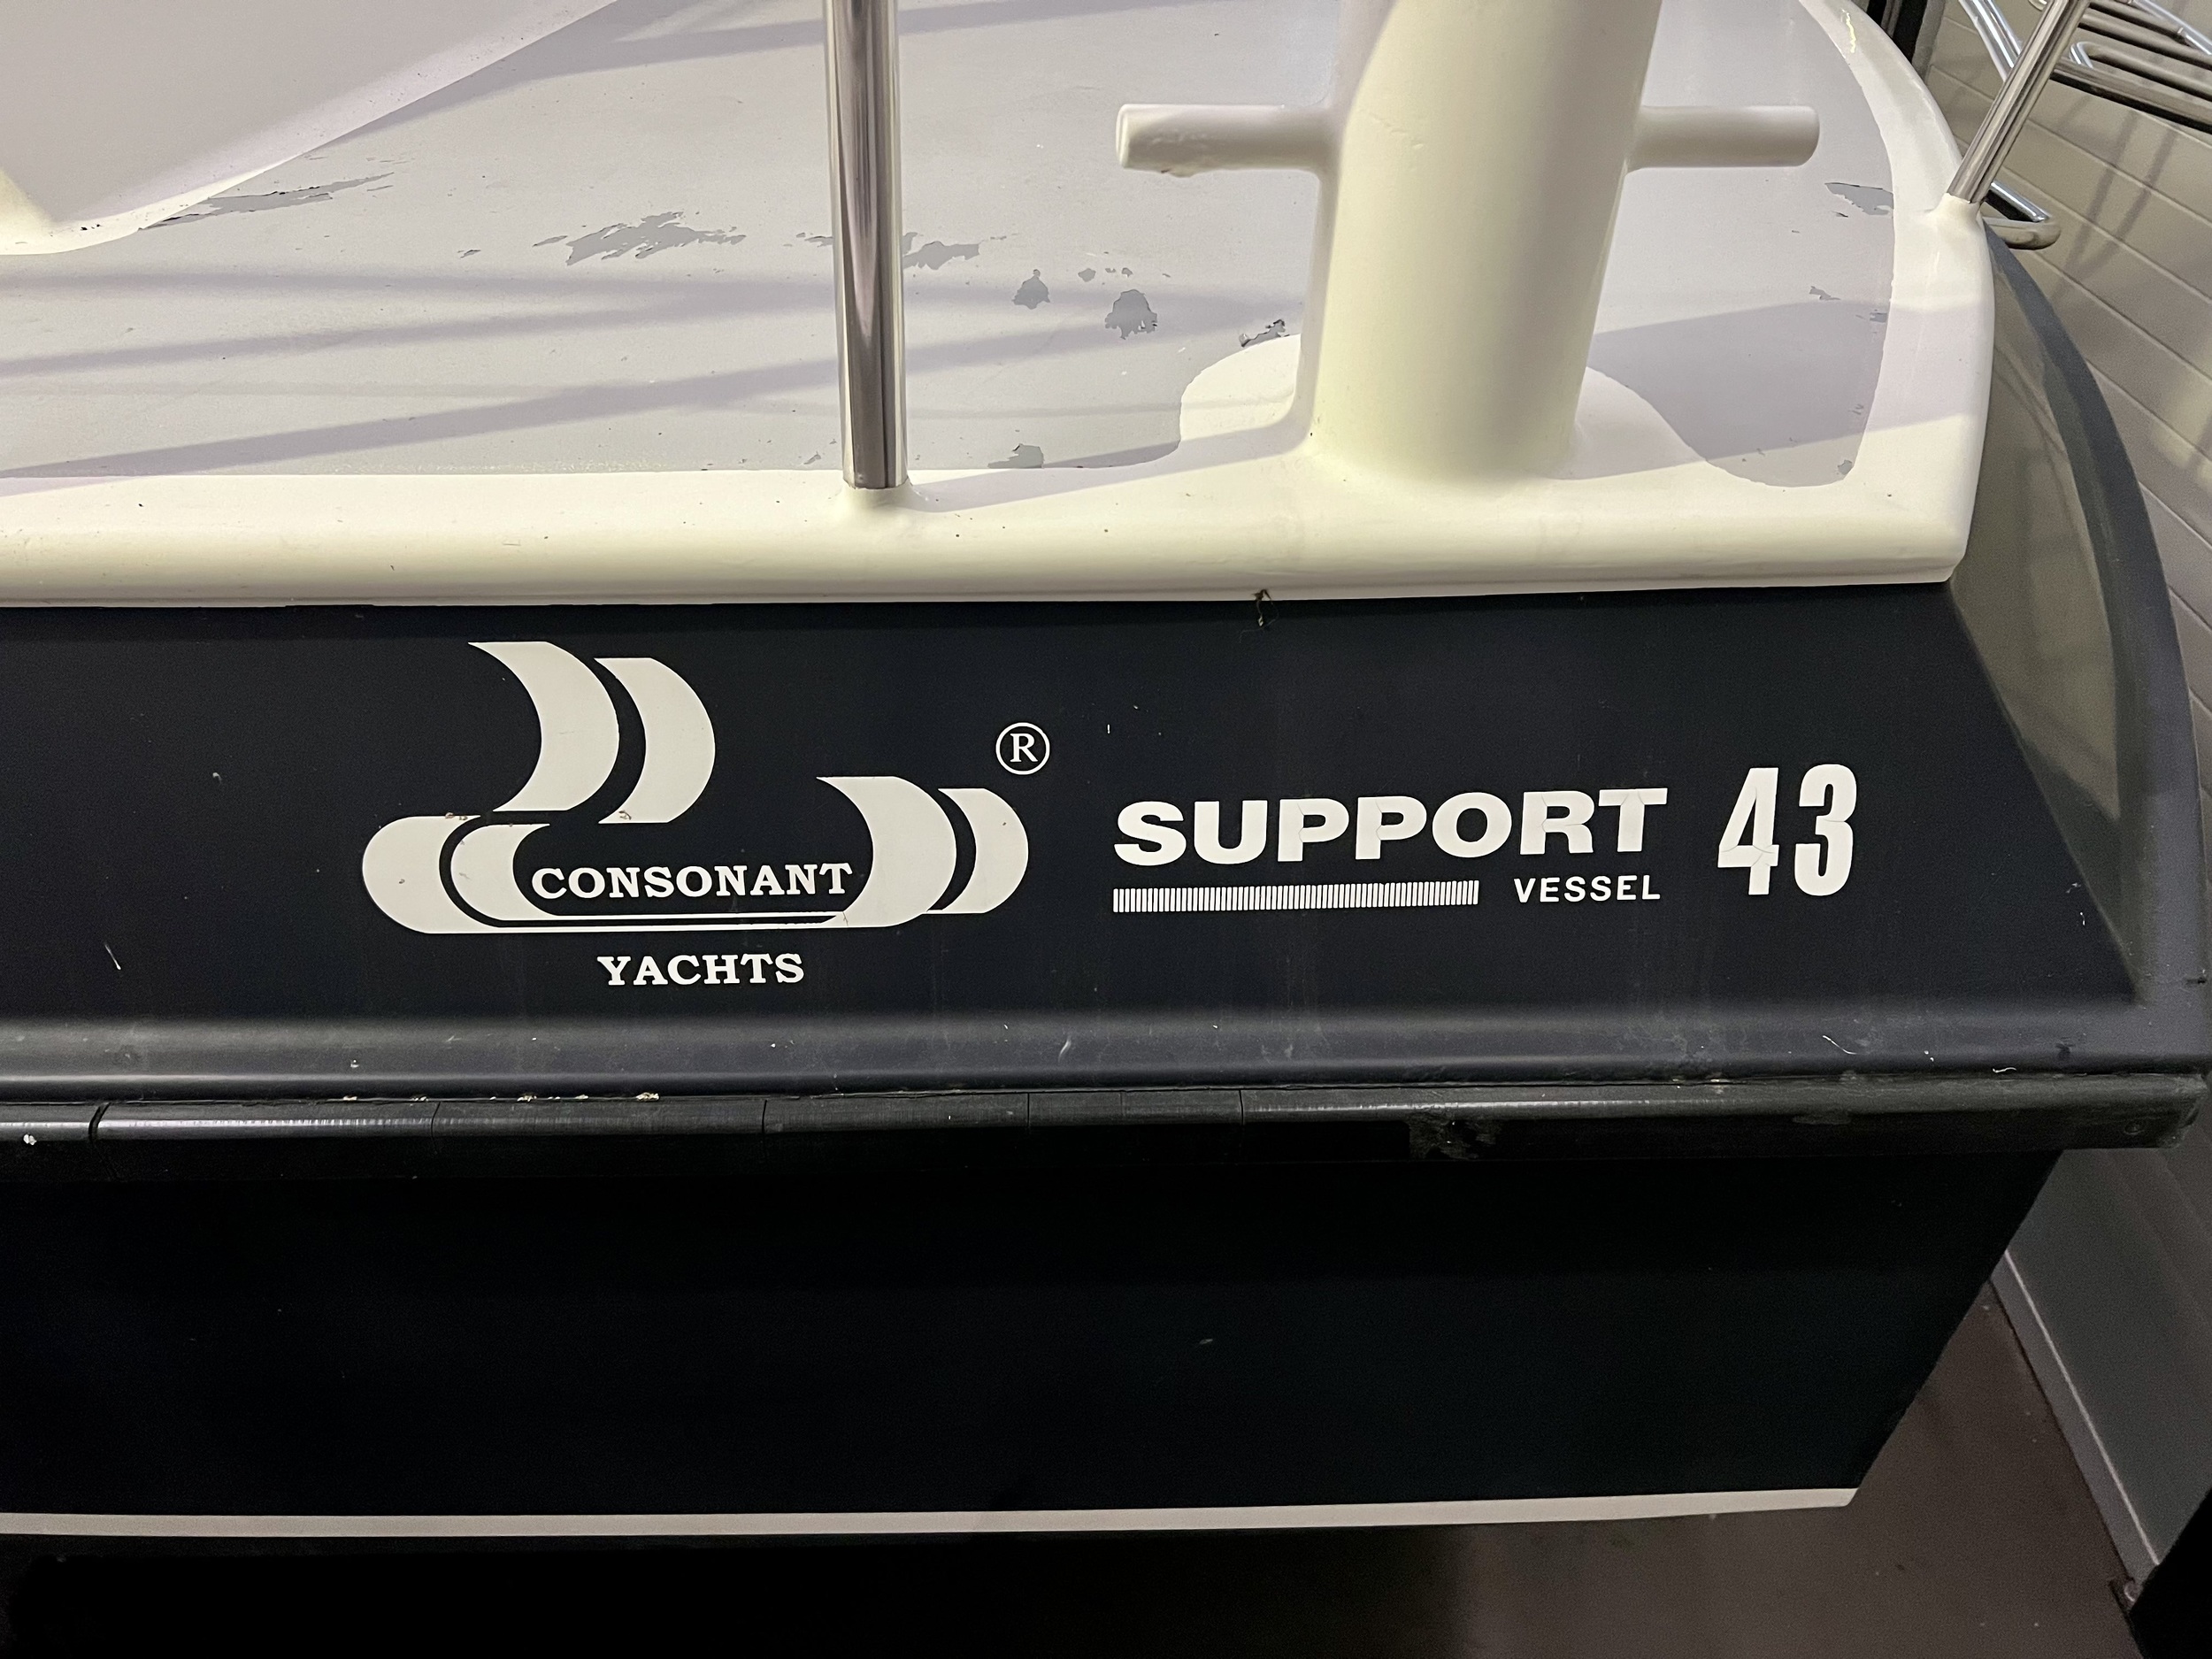 ®
CONSONANT
YACHTS
SUPPORT
VESSEL
43